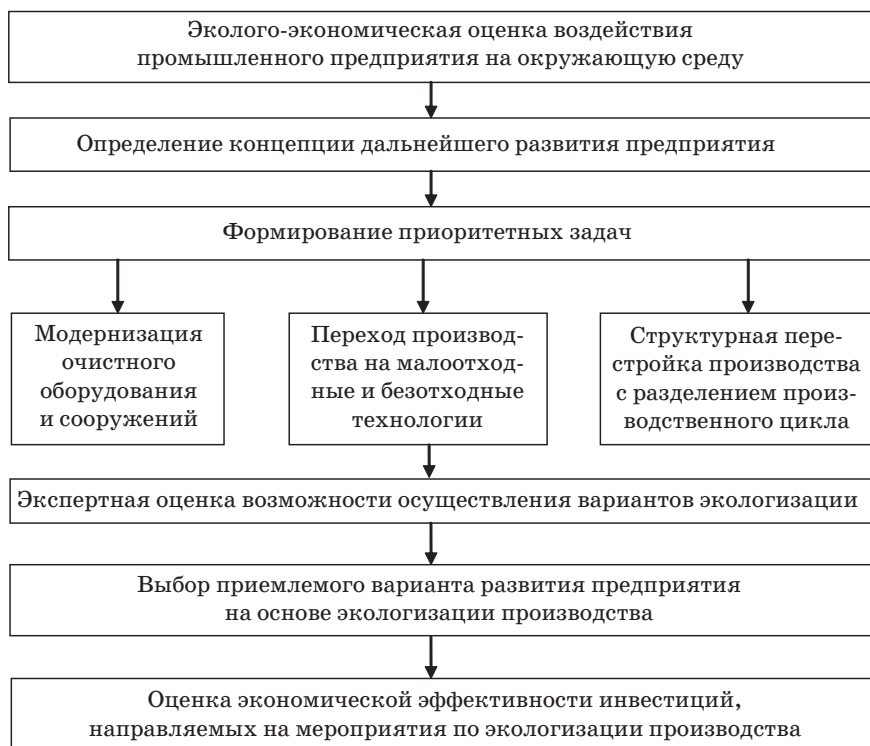 Эколого-экономическая оценка воздействия
промышленного предприятия на окружающую среду
Определение концепции дальнейшего развития предприятия
Формирование приоритетных задач
Модернизация
очистного
оборудования
и сооружений
Переход производ-
ства на малоотход-
ные и безотходные
технологии
Структурная пере-
стройка производства
с разделением произ-
водственного цикла
Экспертная оценка возможности осуществления вариантов экологизации
Выбор приемлемого варианта развития предприятия
на основе экологизации производства
Оценка экономической эффективности инвестиций,
направляемых на мероприятия по экологизации производства